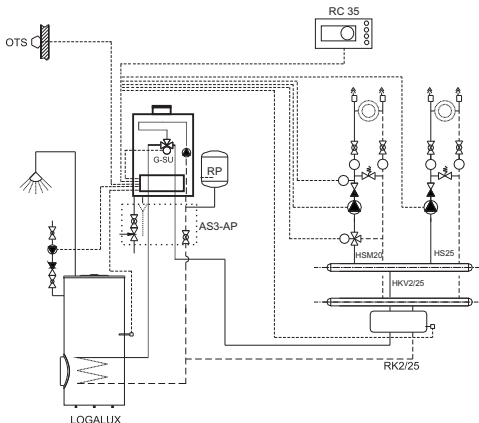 RC 35
OTS
G-SU
RP
AS3-AP
HSM20
HS25
HKV2/25
RK2/25
LOGALUX